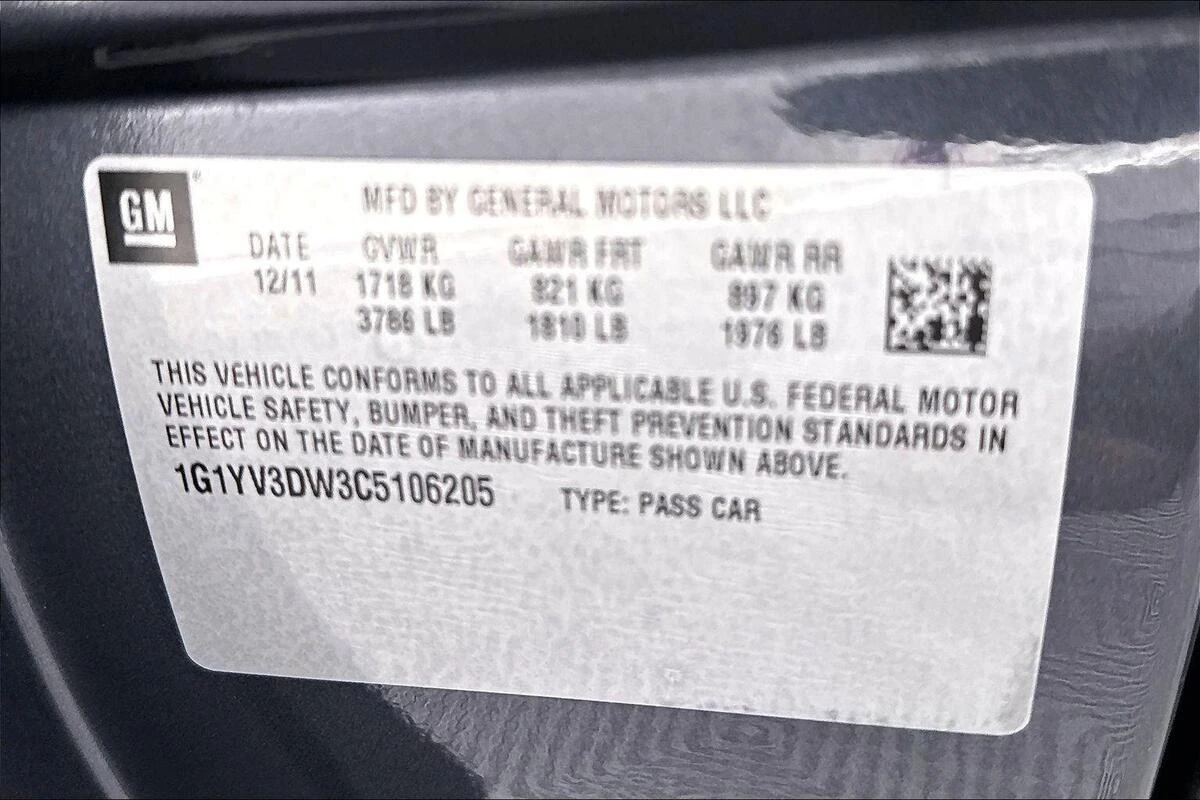 GM
MFD BY GENERAL MOTORS LLC
DATE GVWR GAWR FRT GAWR RR
12/11 1718 KG 821 KG 897 KG
3786 LB 1810 LB 1976 LB
THIS VEHICLE CONFORMS TO ALL APPLICABLE U.S. FEDERAL MOTOR
VEHICLE SAFETY, BUMPER, AND THEFT PREVENTION STANDARDS IN
EFFECT ON THE DATE OF MANUFACTURE SHOWN ABOVE.
1G1YV3DW3C5106205 TYPE: PASS CAR